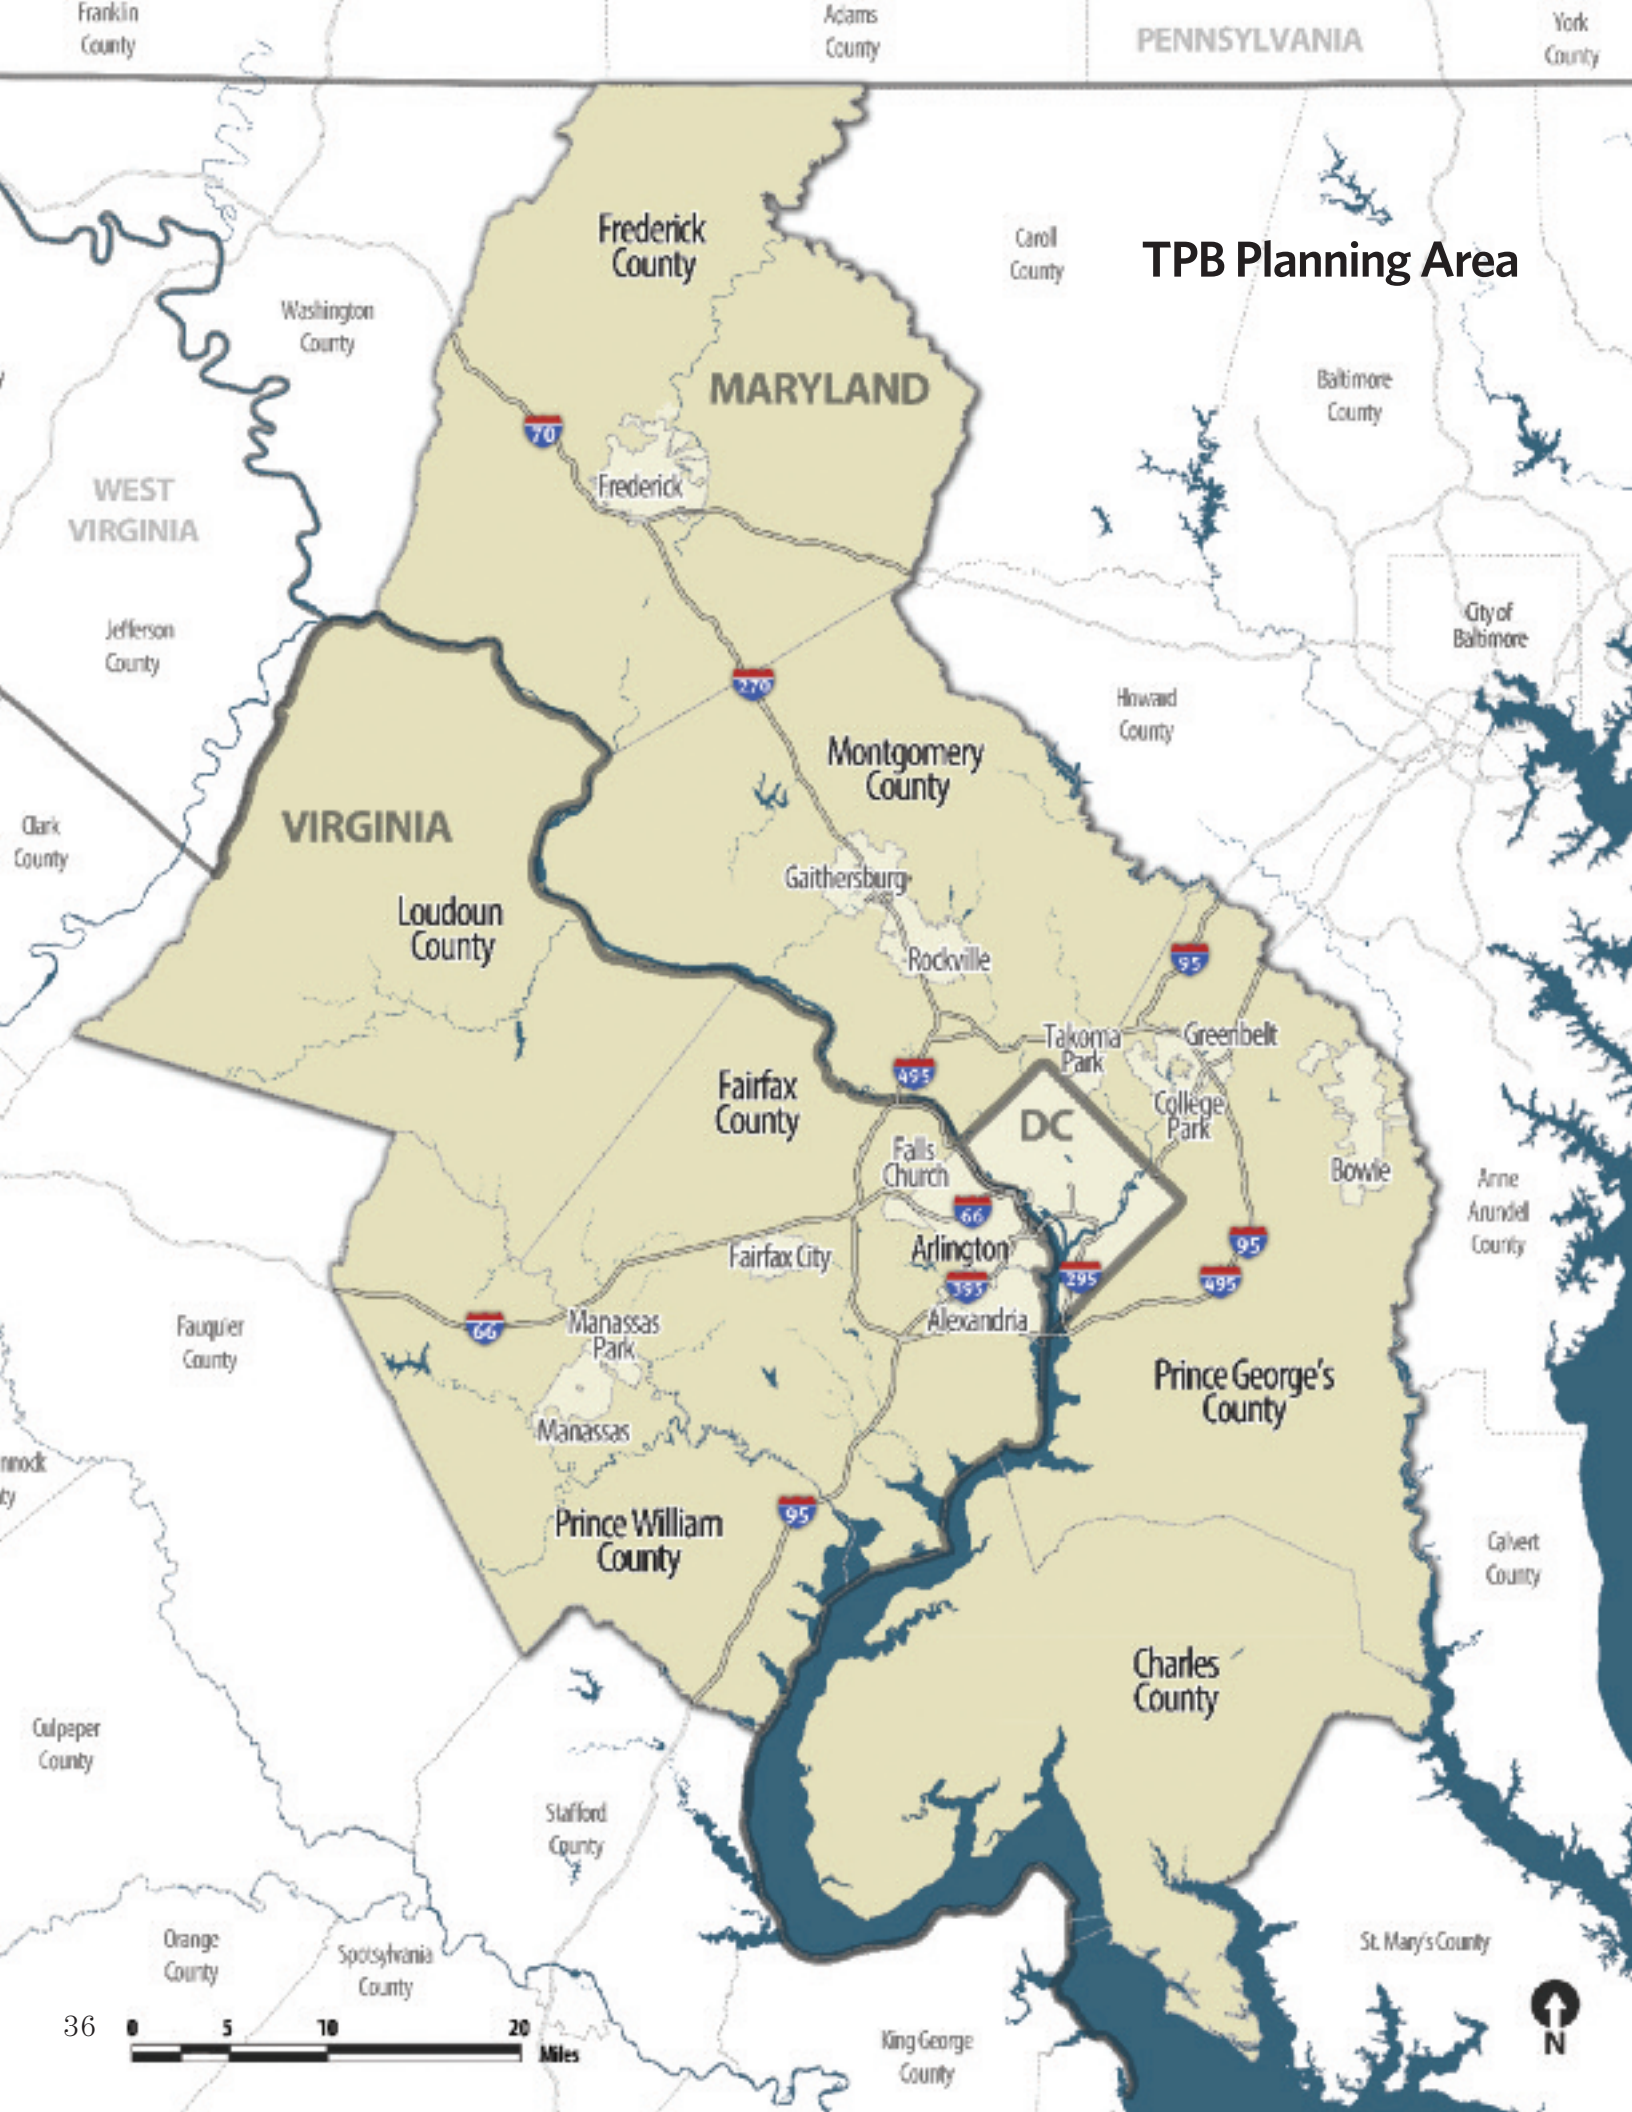 Franklin
County
Adams
County
PENNSYLVANIA
York
County
Frederick
County
Caroll
County
TPB Planning Area
Washington
County
MARYLAND
Baltimore
County
70
Frederick
WEST
VIRGINIA
City of
Baltimore
Jefferson
County
270
Howard
County
Montgomery
County
VIRGINIA
Clark
County
Gaithersburg
Loudoun
County
Rockville
95
Takoma
Park
Greenbelt
495
Fairfax
County
College
Park
DC
Falls
Church
Bowie
Anne
Arundel
County
66
Arlington
95
Fairfax City
295
495
395
Alexandria
Fauquier
County
66
Manassas
Park
Prince George's
County
Manassas
nnock
ty
95
Prince William
County
Calvert
County
Charles
County
Culpeper
County
Stafford
County
Orange
County
Spotsylvania
County
St. Mary's County
36
0 5 10 20
Miles
King George
County
N